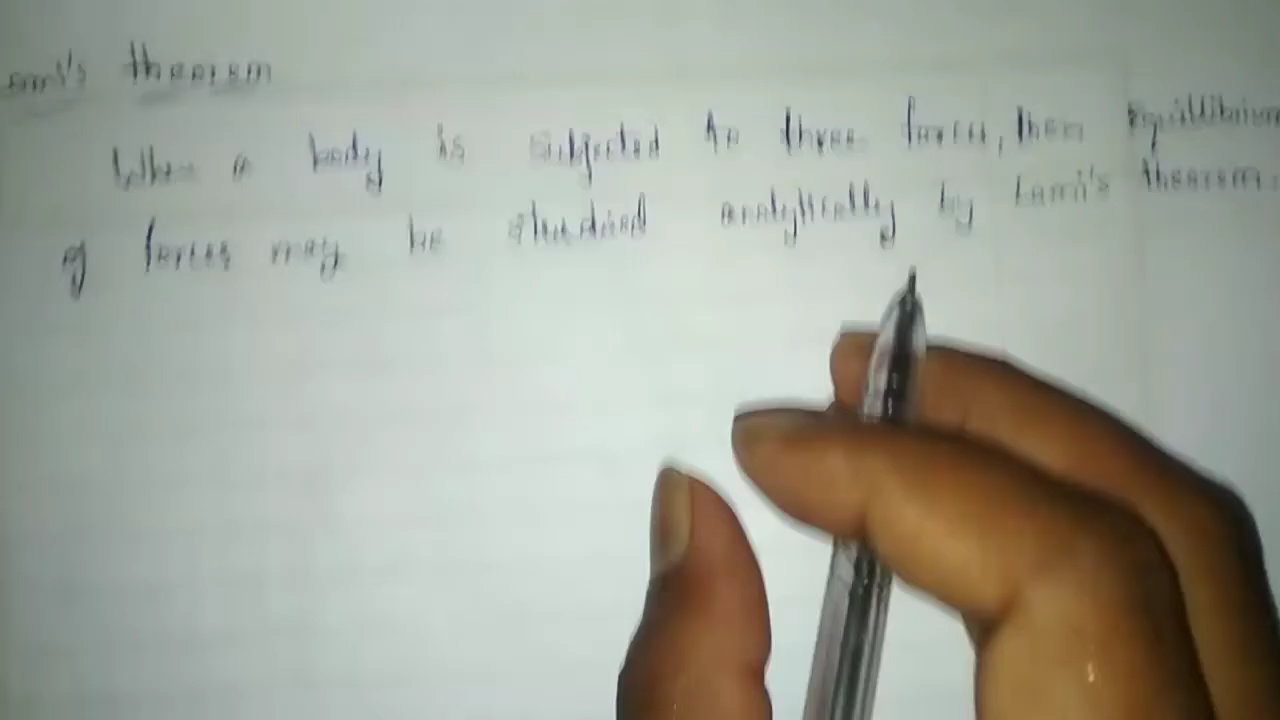 ami's theorem
When a body is subjected to three forces, then equilibrium
of forces may be studied analytically by Lami's theorem.